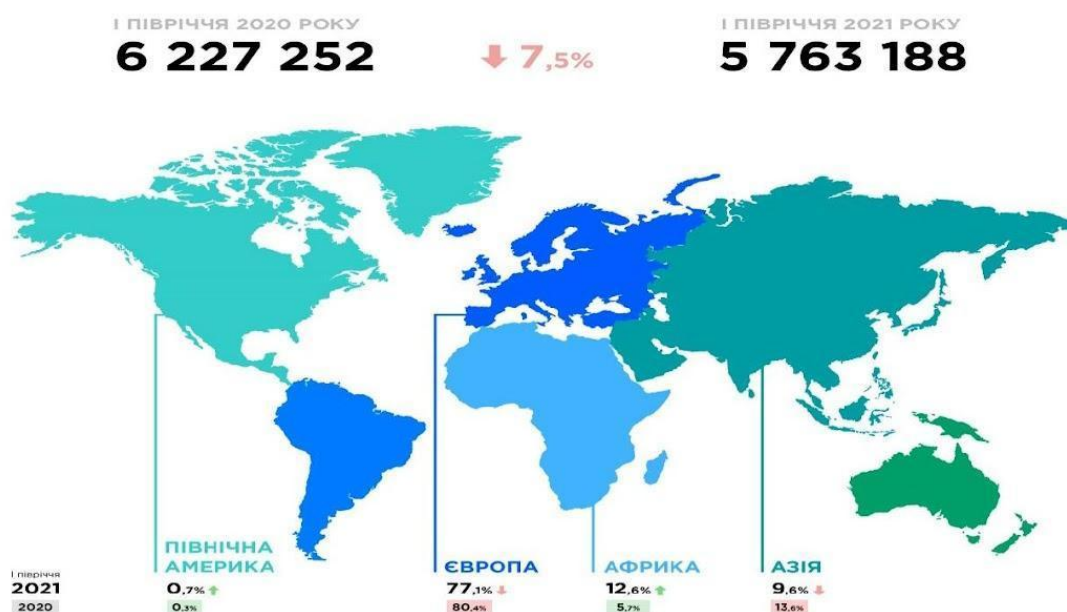 І ПІВРІЧЧЯ 2020 РОКУ
6 227 252
7,5%
І ПІВРІЧЧЯ 2021 РОКУ
5 763 188
ПІВНІЧНА
АМЕРИКА
ЄВРОПА
АФРИКА
АЗІЯ
І півріччя
2021
0,7%
77,1%
12,6%
9,6%
2020
0,3%
80,4%
5,7%
13,6%